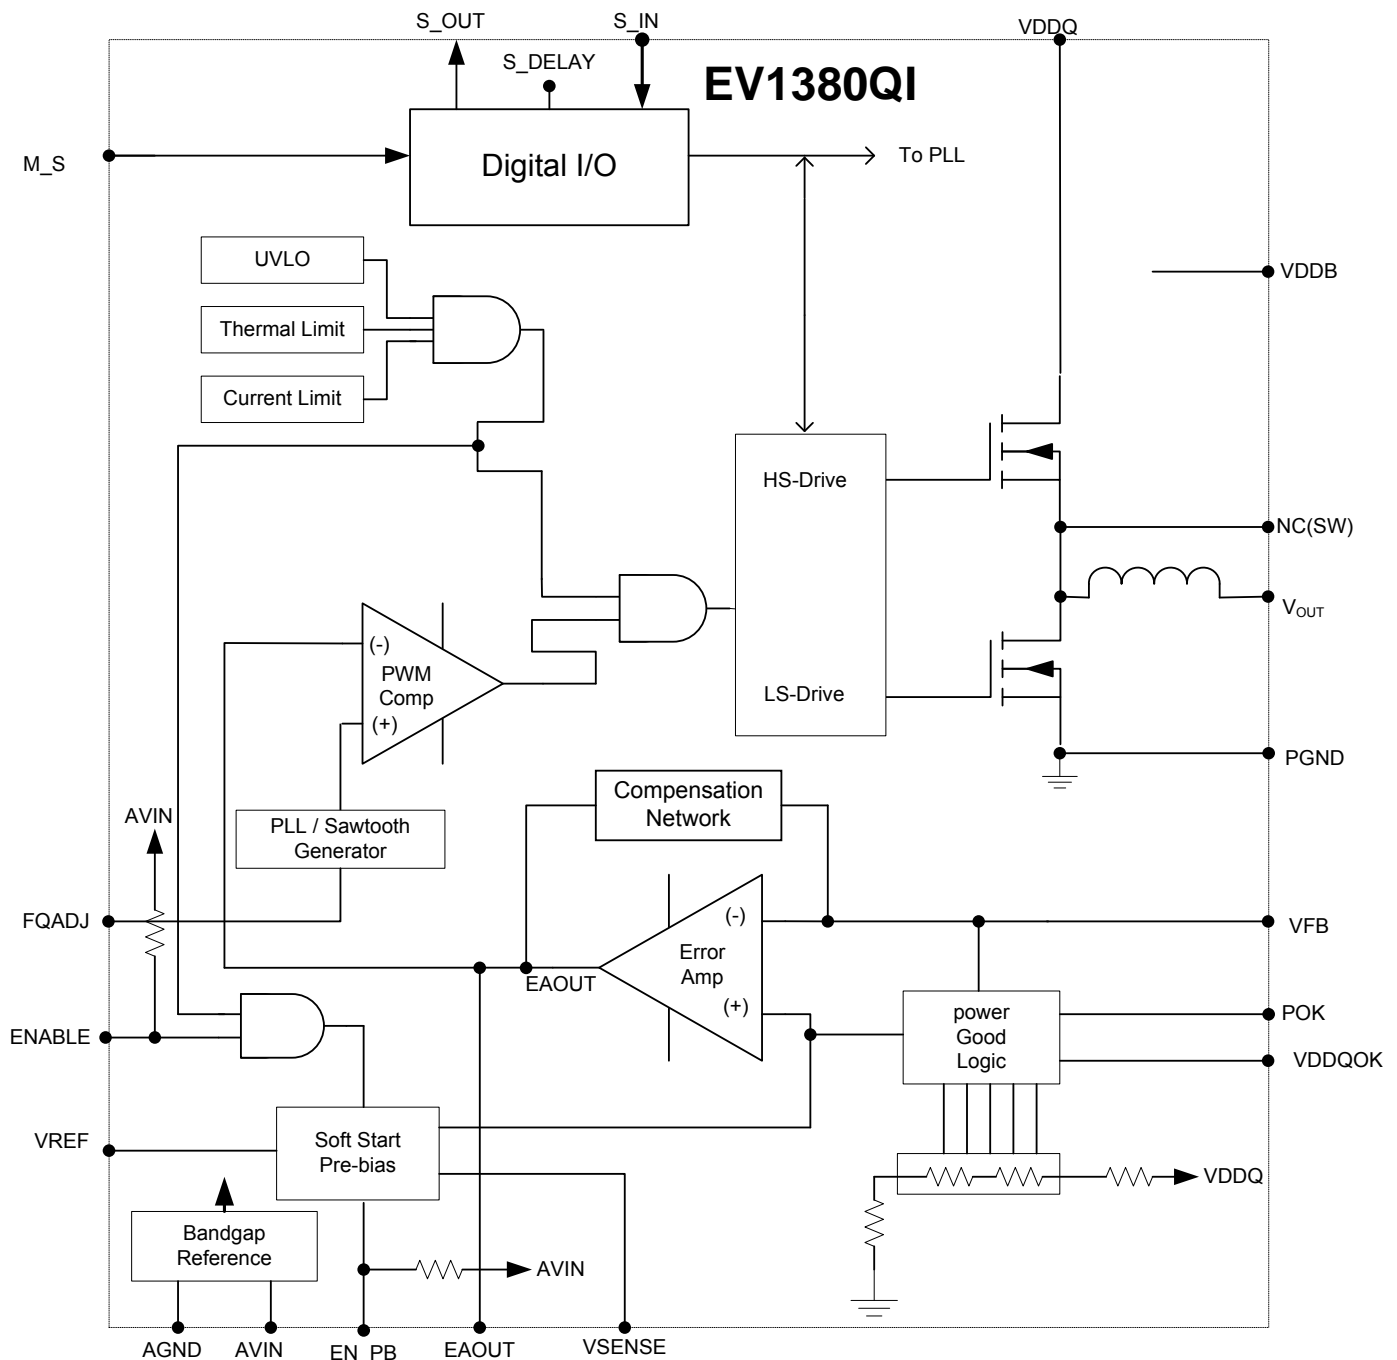 S_OUT
S_IN
VDDQ
S_DELAY
EV1380QI
M_S
Digital I/O
To PLL
UVLO
VDDB
Thermal Limit
Current Limit
HS-Drive
NC(SW)
VOUT
(-)
PWM
Comp
(+)
LS-Drive
PGND
Compensation
Network
AVIN
PLL / Sawtooth
Generator
FQADJ
(-)
VFB
Error
Amp
EAOUT
(+)
power
Good
Logic
POK
ENABLE
VDDQOK
VREF
Soft Start
Pre-bias
VDDQ
Bandgap
Reference
AVIN
AGND
AVIN
EN_PB
EAOUT
VSENSE